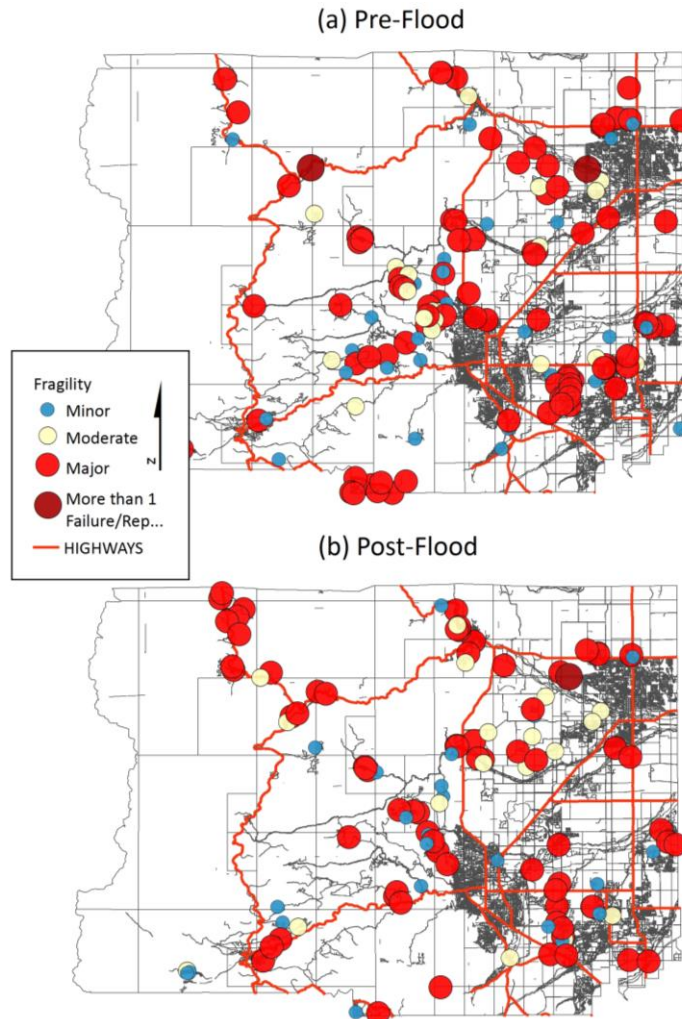 (a) Pre-Flood
Fragility
Minor
Moderate
Major
More than 1
Failure/Rep...
HIGHWAYS
N
(b) Post-Flood